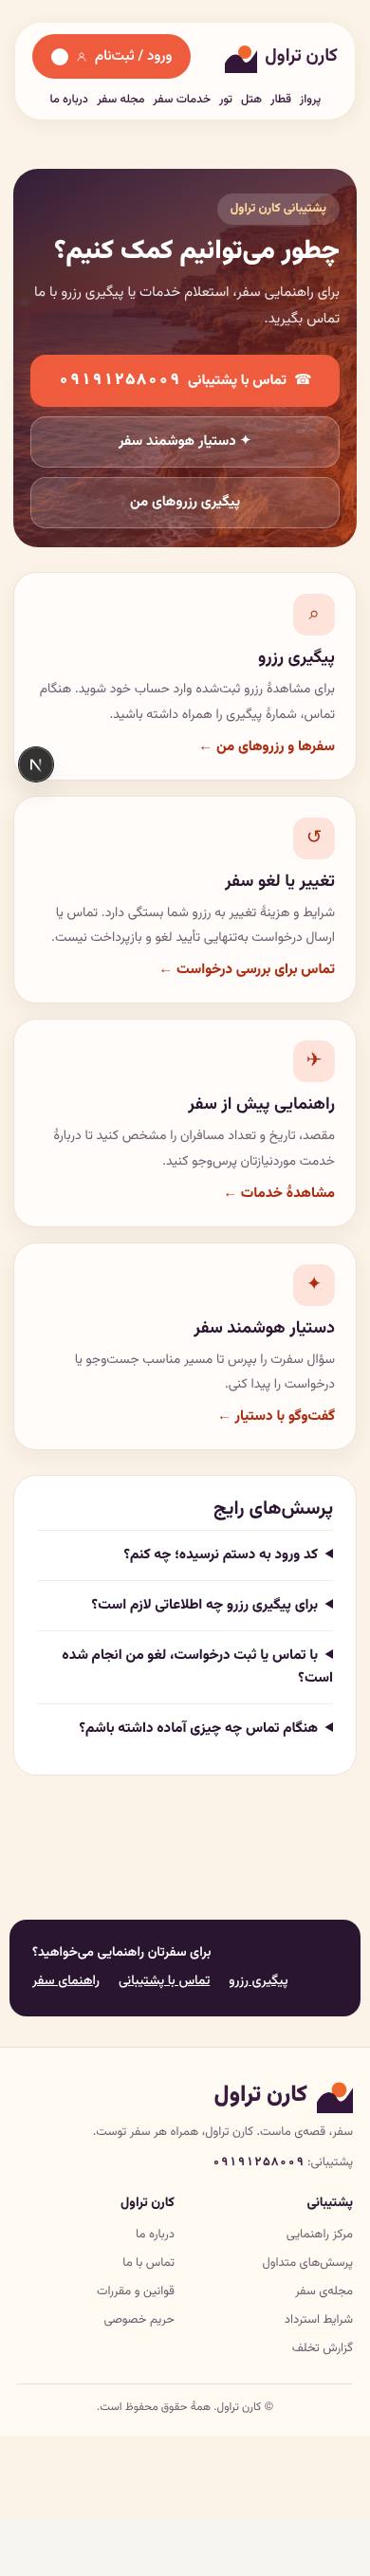 کارن تراول
ورود / ثبت‌نام
پرواز قطار هتل تور خدمات سفر مجله سفر درباره ما
پشتیبانی کارن تراول
چطور می‌توانیم کمک کنیم؟
برای راهنمایی سفر، استعلام خدمات یا پیگیری رزرو با ما
تماس بگیرید.
☎ تماس با پشتیبانی ۰۹۱۹۱۲۵۸۰۰۹
✦ دستیار هوشمند سفر
پیگیری رزروهای من
⌕
پیگیری رزرو
برای مشاهدهٔ رزرو ثبت‌شده وارد حساب خود شوید. هنگام
تماس، شمارهٔ پیگیری را همراه داشته باشید.
سفرها و رزروهای من ←
N
↺
تغییر یا لغو سفر
شرایط و هزینهٔ تغییر به رزرو شما بستگی دارد. تماس یا
ارسال درخواست به‌تنهایی تأیید لغو و بازپرداخت نیست.
تماس برای بررسی درخواست ←
✈
راهنمایی پیش از سفر
مقصد، تاریخ و تعداد مسافران را مشخص کنید تا دربارهٔ
خدمت موردنیازتان پرس‌وجو کنید.
مشاهدهٔ خدمات ←
✦
دستیار هوشمند سفر
سؤال سفرت را بپرس تا مسیر مناسب جست‌وجو یا
درخواست را پیدا کنی.
گفت‌وگو با دستیار ←
پرسش‌های رایج
کد ورود به دستم نرسیده؛ چه کنم؟
برای پیگیری رزرو چه اطلاعاتی لازم است؟
با تماس یا ثبت درخواست، لغو من انجام شده
است؟
هنگام تماس چه چیزی آماده داشته باشم؟
برای سفرتان راهنمایی می‌خواهید؟
پیگیری رزرو تماس با پشتیبانی راهنمای سفر
کارن تراول
سفر، قصه‌ی ماست. کارن تراول، همراه هر سفر توست.
پشتیبانی: ۰۹۱۹۱۲۵۸۰۰۹
پشتیبانی
مرکز راهنمایی
پرسش‌های متداول
مجله‌ی سفر
شرایط استرداد
گزارش تخلف
کارن تراول
درباره ما
تماس با ما
قوانین و مقررات
حریم خصوصی
© کارن تراول. همهٔ حقوق محفوظ است.